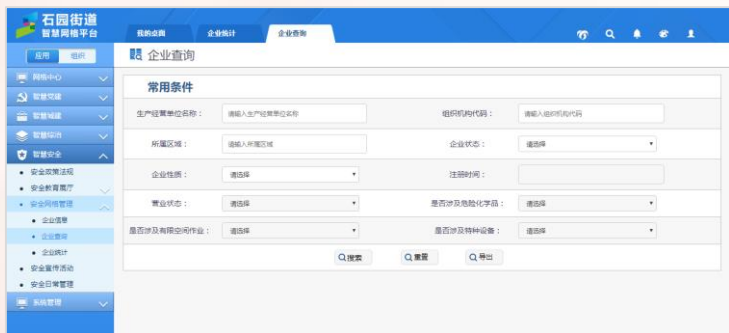 石园街道
智慧网格平台
我的桌面 企业统计 企业查询
应用 组织
企业查询
网格中心
智慧党建
智慧城建
智慧综治
智慧安全
安全政策法规
安全教育展厅
安全网格管理
企业信息
企业查询
企业统计
安全宣传活动
安全日常管理
系统管理
常用条件
生产经营单位名称： 请输入生产经营单位名称 组织机构代码： 请输入组织机构代码
所属区域： 请输入所属区域 企业状态： 请选择
企业性质： 请选择 注册时间：
营业状态： 请选择 是否涉及危险化学品： 请选择
是否涉及有限空间作业： 请选择 是否涉及特种设备： 请选择
搜索 重置 导出